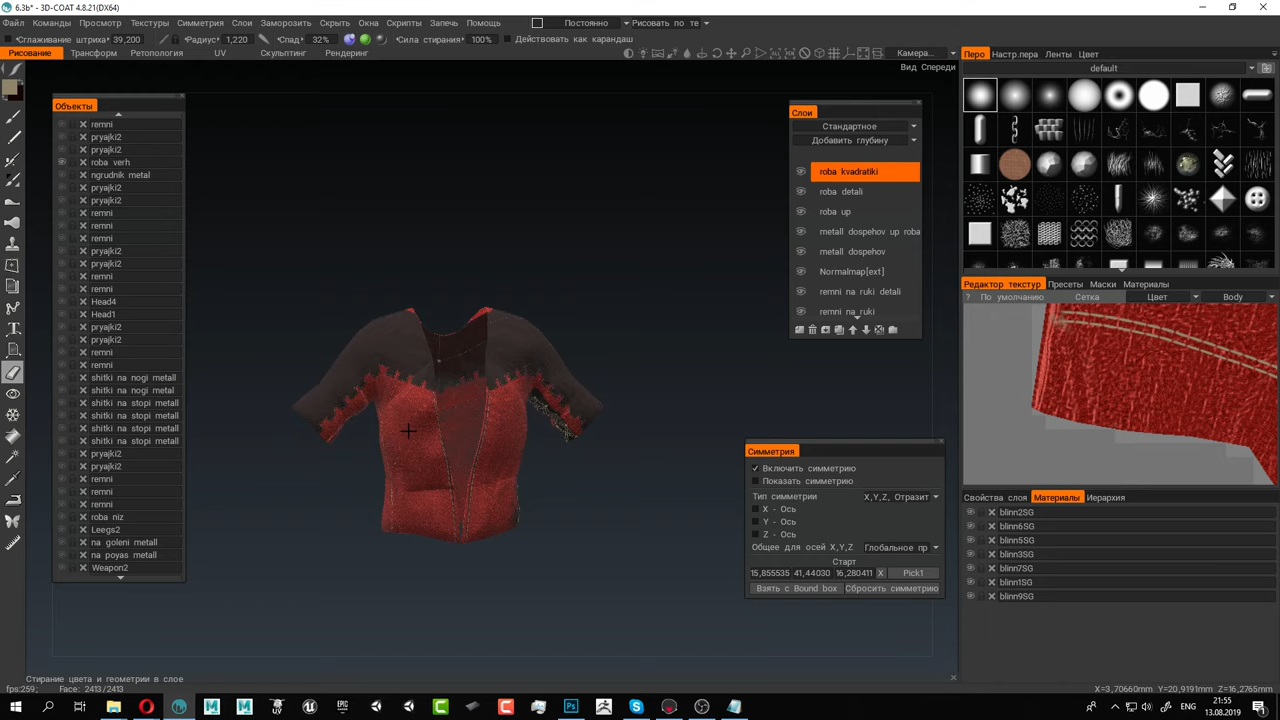 6.3b* - 3D-COAT 4.8.21(DX64)
Файл Команды Просмотр Текстуры Симметрия Слои Заморозить Скрыть Окна Скрипты Запечь Помощь Постоянно Рисовать по те
Сглаживание штриха 39,200 Радиус 1,220 Спад 32% Сила стирания 100% Действовать как карандаш
Рисование Трансформ Ретопология UV Скульптинг Рендеринг Камера...
Вид Спереди
Объекты
remni
pryajki2
pryajki2
roba verh
ngrudnik metal
pryajki2
pryajki2
remni
remni
remni
pryajki2
pryajki2
remni
remni
Head4
Head1
pryajki2
pryajki2
remni
remni
shitki na nogi metall
shitki na nogi metal
shitki na stopi metall
shitki na stopi metall
shitki na stopi metall
shitki na stopi metall
pryajki2
pryajki2
remni
remni
remni
roba niz
Leegs2
na goleni metall
na poyas metall
Weapon2
Слои
Стандартное
Добавить глубину
roba kvadratiki
roba detali
roba up
metall dospehov up roba
metall dospehov
Normalmap[ext]
remni na ruki detali
remni na ruki
Симметрия
Включить симметрию
Показать симметрию
Тип симметрии X,Y,Z, Отразит
X - Ось
Y - Ось
Z - Ось
Общее для осей X,Y,Z Глобальное пр
Старт
15,855535 41,44030 16,280411 X Pick1
Взять с Bound box Сбросить симметрию
Перо Настр.пера Ленты Цвет
default
Редактор текстур Пресеты Маски Материалы
? По умолчанию Сетка Цвет Body
Свойства слоя Материалы Иерархия
blinn2SG
blinn6SG
blinn5SG
blinn3SG
blinn7SG
blinn1SG
blinn9SG
Стирание цвета и геометрии в слое
fps:259; Face: 2413/2413
X=3,70660mm Y=20,9191mm Z=16,2765mm
ENG
21:55
13.08.2019